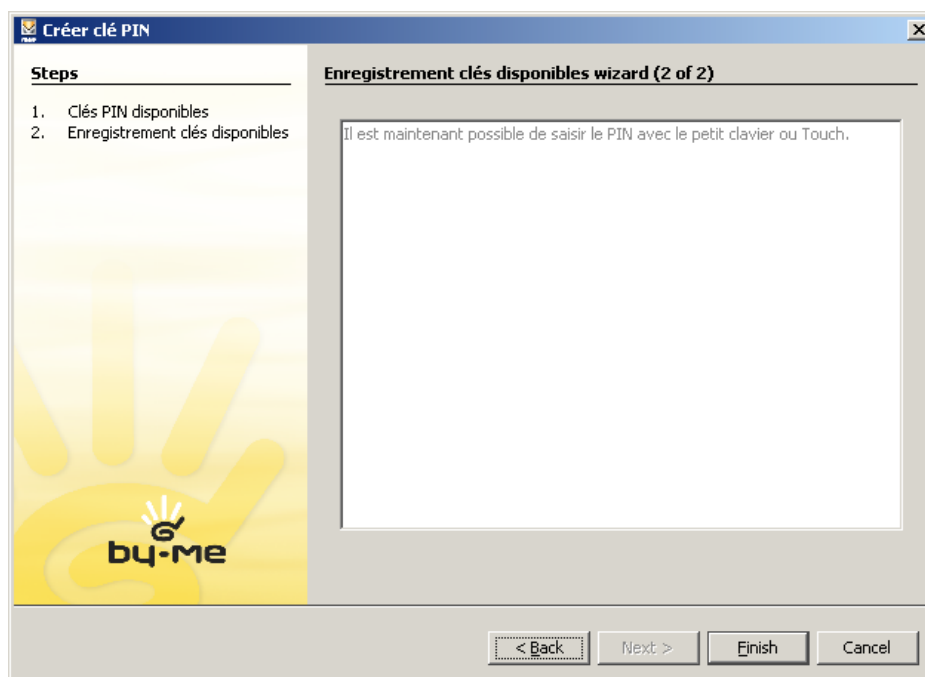 Créer clé PIN
Steps
1. Clés PIN disponibles
2. Enregistrement clés disponibles
Enregistrement clés disponibles wizard (2 of 2)
Il est maintenant possible de saisir le PIN avec le petit clavier ou Touch.
by-me
< Back
Next >
Finish
Cancel